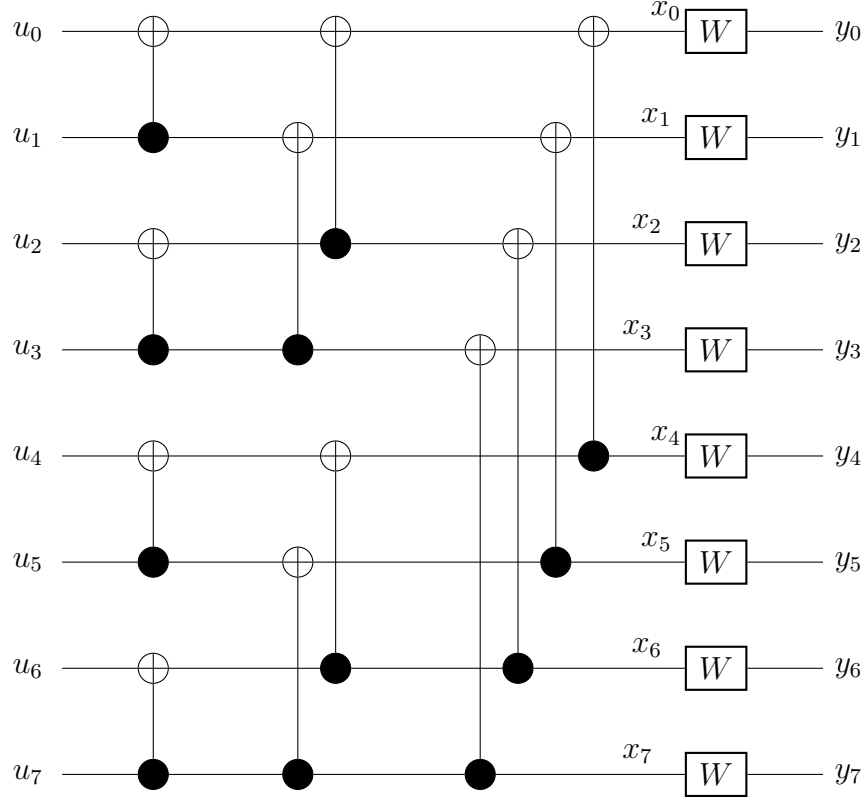 u₀ x₀ W y₀
u₁ x₁ W y₁
u₂ x₂ W y₂
u₃ x₃ W y₃
u₄ x₄ W y₄
u₅ x₅ W y₅
u₆ x₆ W y₆
u₇ x₇ W y₇